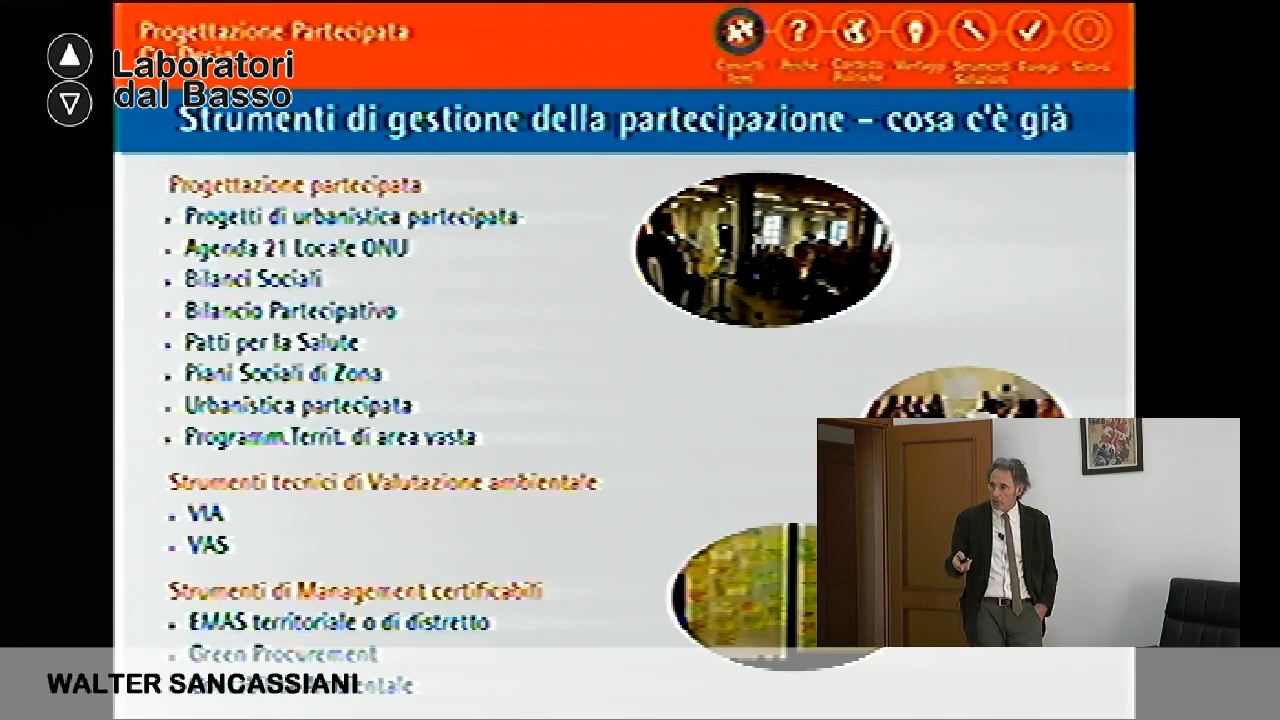 Progettazione Partecipata
Laboratori
dal Basso
Strumenti di gestione della partecipazione – cosa c'è già
Progettazione partecipata
• Progetti di urbanistica partecipata
• Agenda 21 Locale ONU
• Bilanci Sociali
• Bilancio Partecipativo
• Patti per la Salute
• Piani Sociali di Zona
• Urbanistica partecipata
• Programm.Territ. di area vasta
Strumenti tecnici di Valutazione ambientale
• VIA
• VAS
Strumenti di Management certificabili
• EMAS territoriale o di distretto
• Green Procurement
WALTER SANCASSIANI